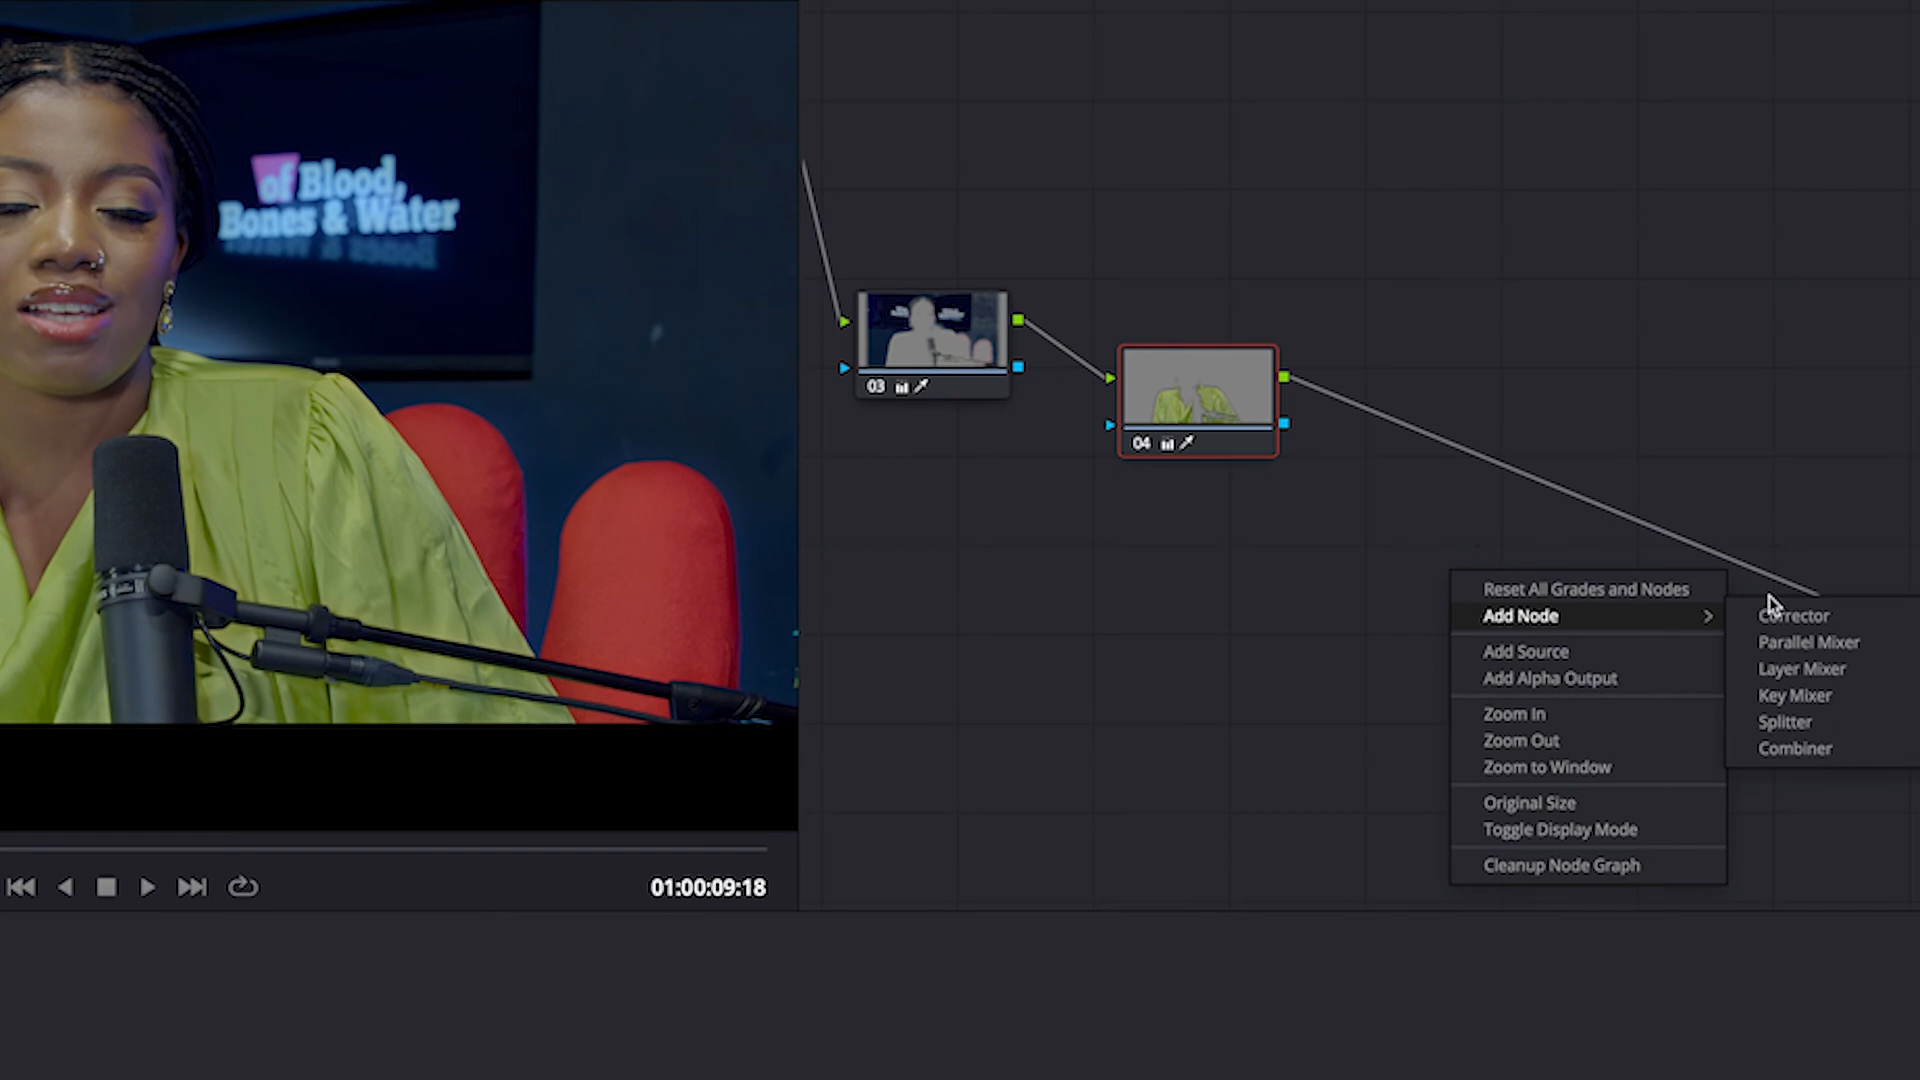 of Blood,
Bones & Water
03
04
Reset All Grades and Nodes
Add Node
Add Source
Add Alpha Output
Zoom In
Zoom Out
Zoom to Window
Original Size
Toggle Display Mode
Cleanup Node Graph
Corrector
Parallel Mixer
Layer Mixer
Key Mixer
Splitter
Combiner
01:00:09:18